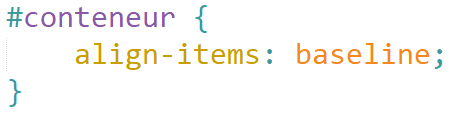 #conteneur {
    align-items: baseline;
}